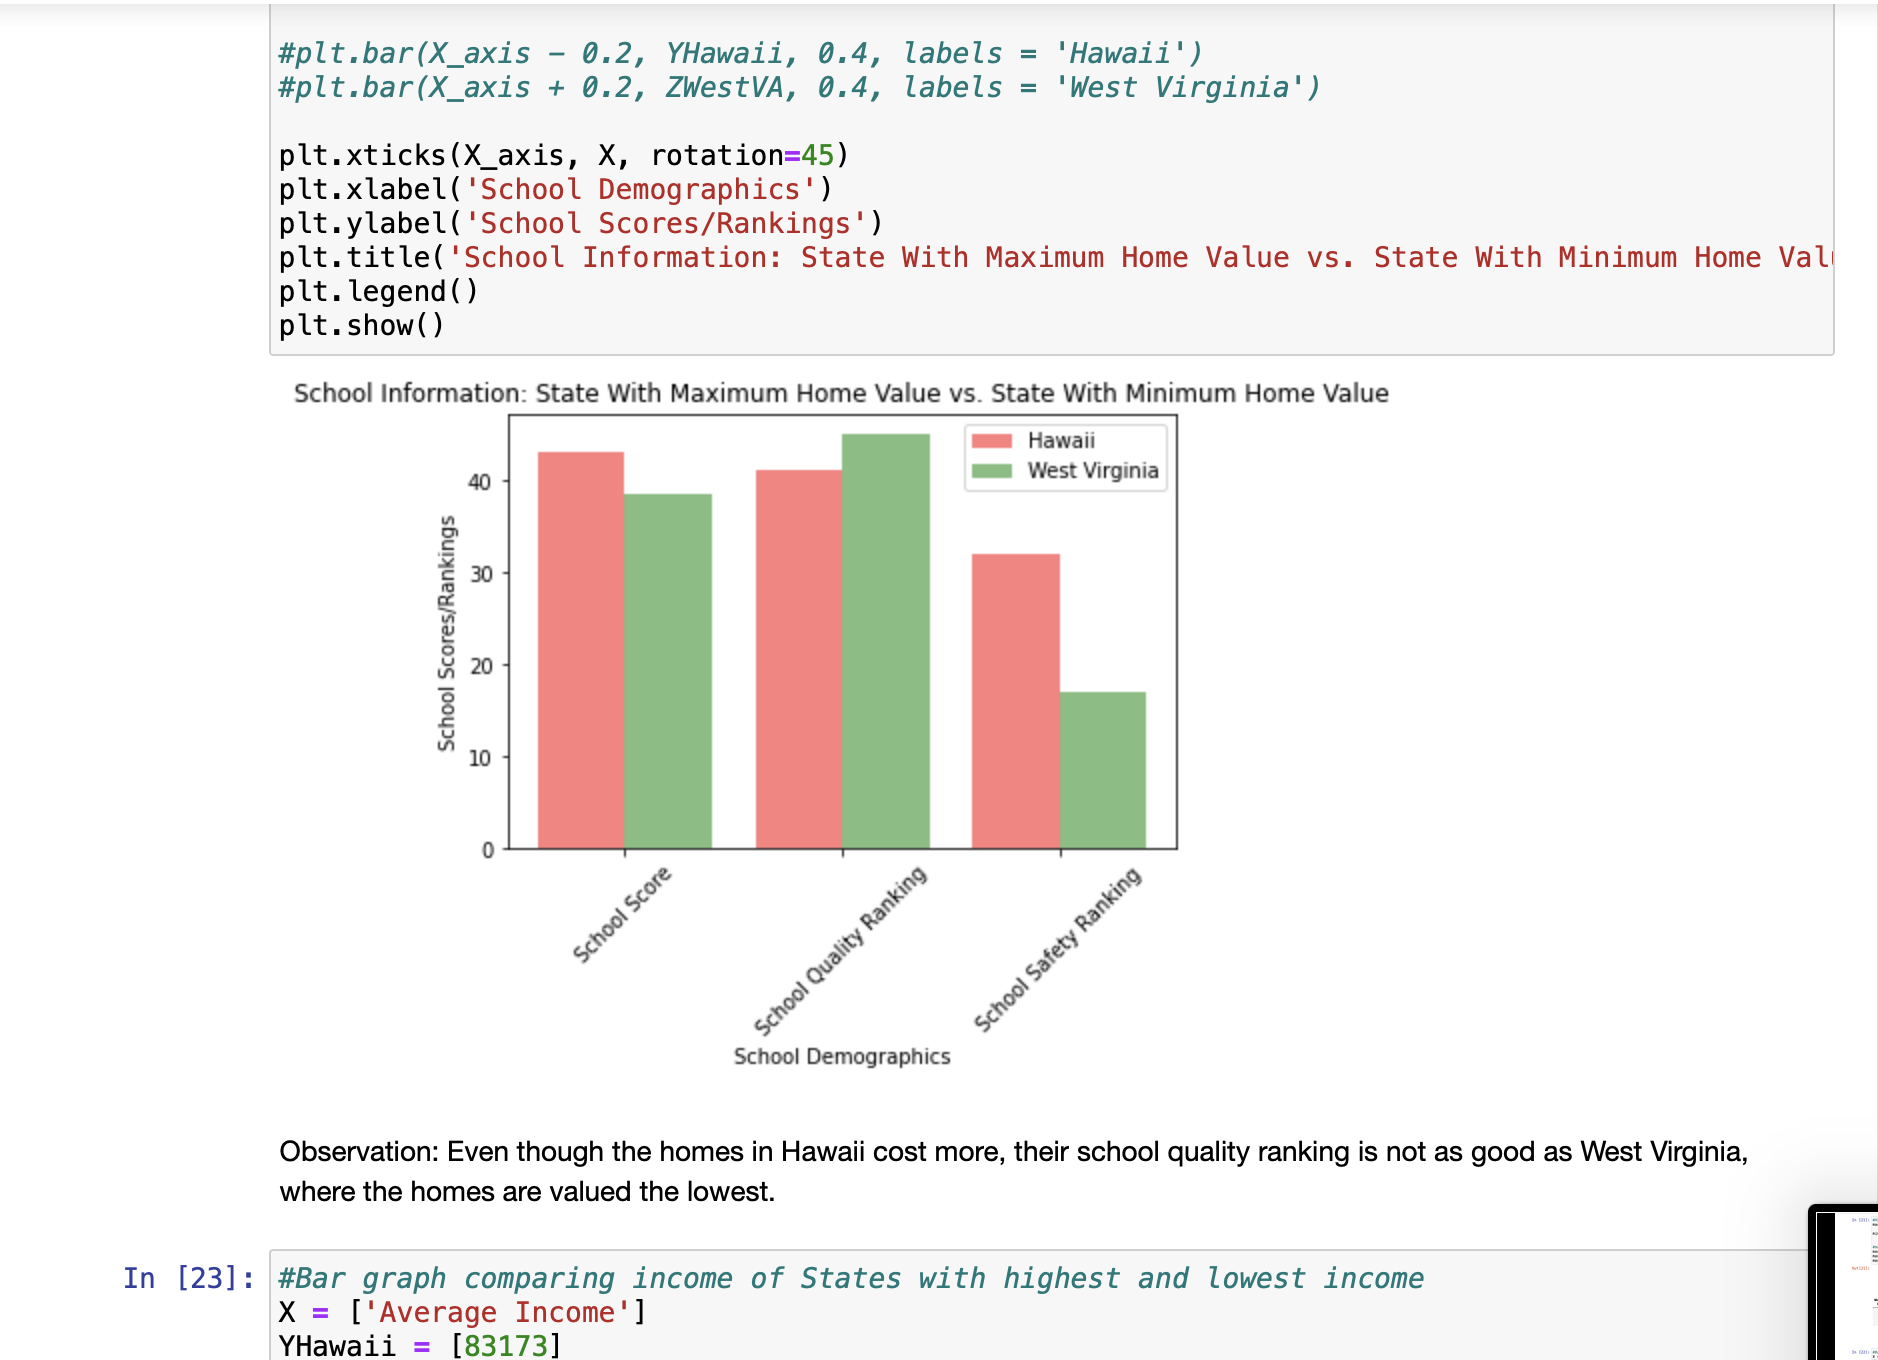 #plt.bar(X_axis - 0.2, YHawaii, 0.4, labels = 'Hawaii')
#plt.bar(X_axis + 0.2, ZWestVA, 0.4, labels = 'West Virginia')
plt.xticks(X_axis, X, rotation=45)
plt.xlabel('School Demographics')
plt.ylabel('School Scores/Rankings')
plt.title('School Information: State With Maximum Home Value vs. State With Minimum Home Valu
plt.legend()
plt.show()
School Information: State With Maximum Home Value vs. State With Minimum Home Value
Hawaii
West Virginia
School Scores/Rankings
40
30
20
10
0
School Score
School Quality Ranking
School Safety Ranking
School Demographics
Observation: Even though the homes in Hawaii cost more, their school quality ranking is not as good as West Virginia,
where the homes are valued the lowest.
In [23]:
#Bar graph comparing income of States with highest and lowest income
X = ['Average Income']
YHawaii = [83173]